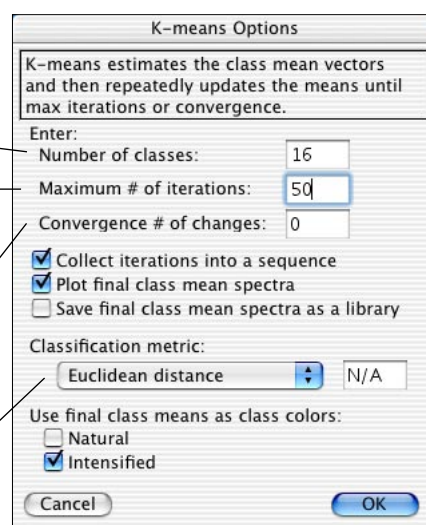 K-means Options
K-means estimates the class mean vectors
and then repeatedly updates the means until
max iterations or convergence.
Enter:
Number of classes: 16
Maximum # of iterations: 50
Convergence # of changes: 0
Collect iterations into a sequence
Plot final class mean spectra
Save final class mean spectra as a library
Classification metric:
Euclidean distance N/A
Use final class means as class colors:
Natural
Intensified
Cancel OK